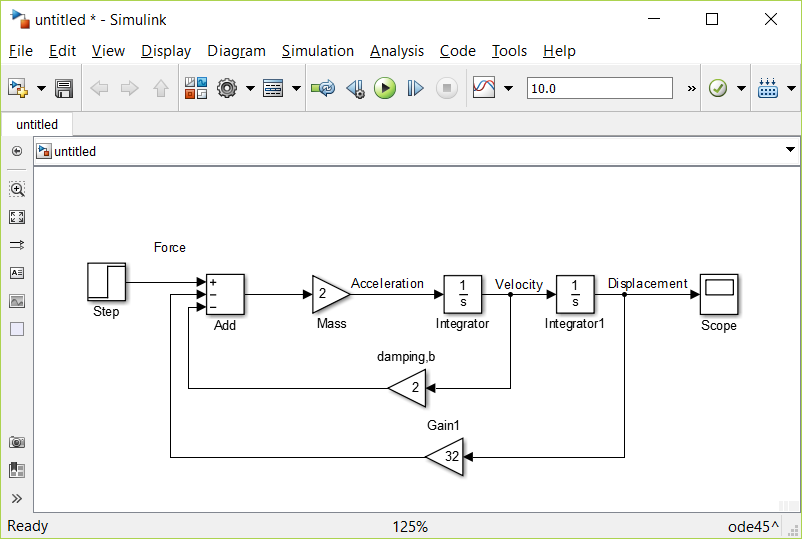 untitled * - Simulink
File Edit View Display Diagram Simulation Analysis Code Tools Help
10.0 »
untitled
untitled
Force
Step
+
−
−
Add
2
Mass
Acceleration
1
s
Integrator
Velocity
1
s
Integrator1
Displacement
Scope
damping,b
2
Gain1
32
Ready 125% ode45^